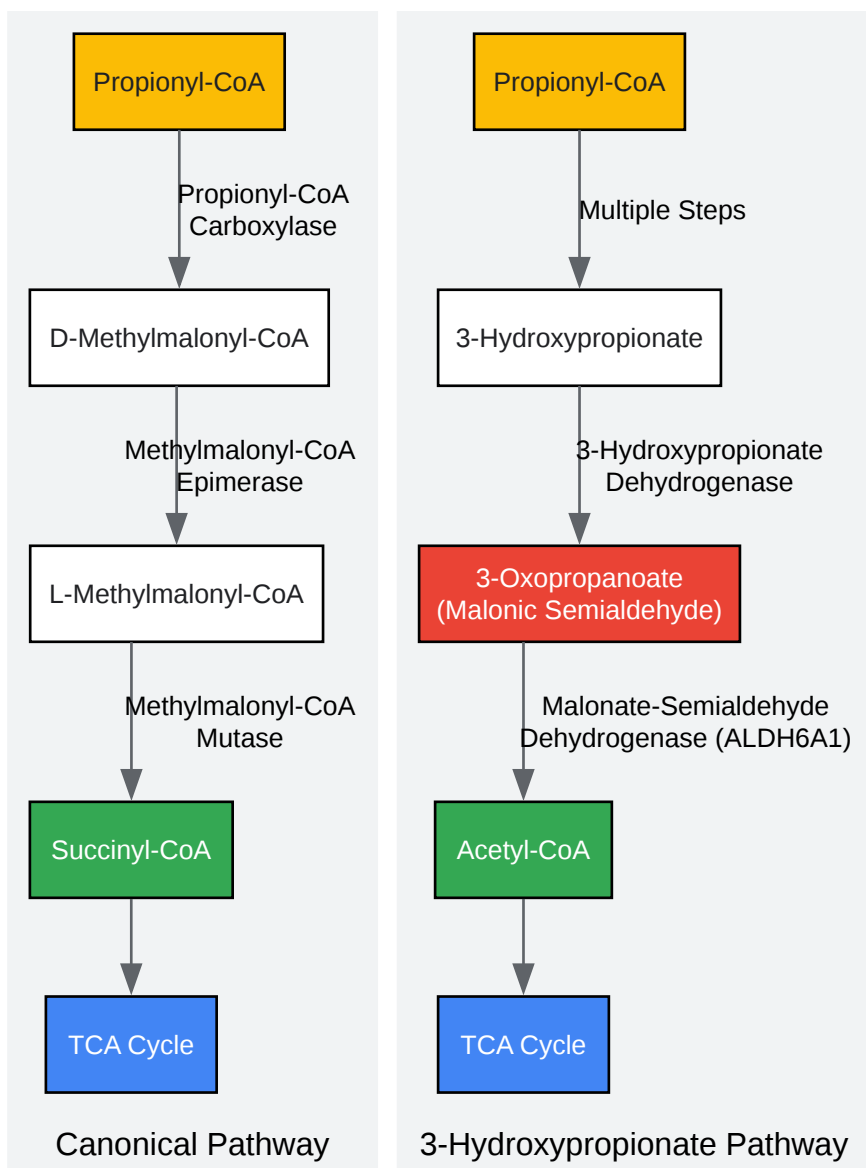 Propionyl-CoA
Propionyl-CoA
Carboxylase
D-Methylmalonyl-CoA
Methylmalonyl-CoA
Epimerase
L-Methylmalonyl-CoA
Methylmalonyl-CoA
Mutase
Succinyl-CoA
TCA Cycle
Canonical Pathway
Propionyl-CoA
Multiple Steps
3-Hydroxypropionate
3-Hydroxypropionate
Dehydrogenase
3-Oxopropanoate
(Malonic Semialdehyde)
Malonate-Semialdehyde
Dehydrogenase (ALDH6A1)
Acetyl-CoA
TCA Cycle
3-Hydroxypropionate Pathway